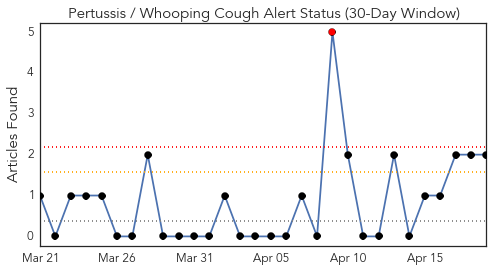 Pertussis / Whooping Cough Alert Status (30-Day Window)
Articles Found
5
4
3
2
1
0
Mar 21 Mar 26 Mar 31 Apr 05 Apr 10 Apr 15